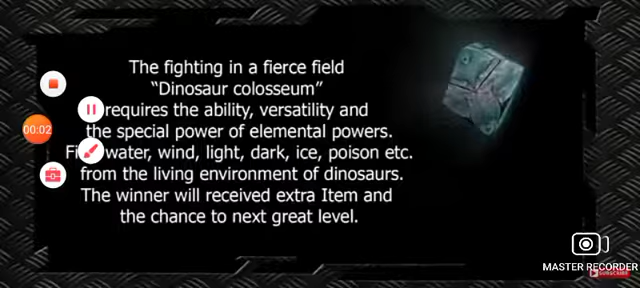 The fighting in a fierce field
“Dinosaur colosseum”
requires the ability, versatility and
the special power of elemental powers.
water, wind, light, dark, ice, poison etc.
from the living environment of dinosaurs.
The winner will received extra Item and
the chance to next great level.
00:02
MASTER RECORDER
SUBSCRIBE